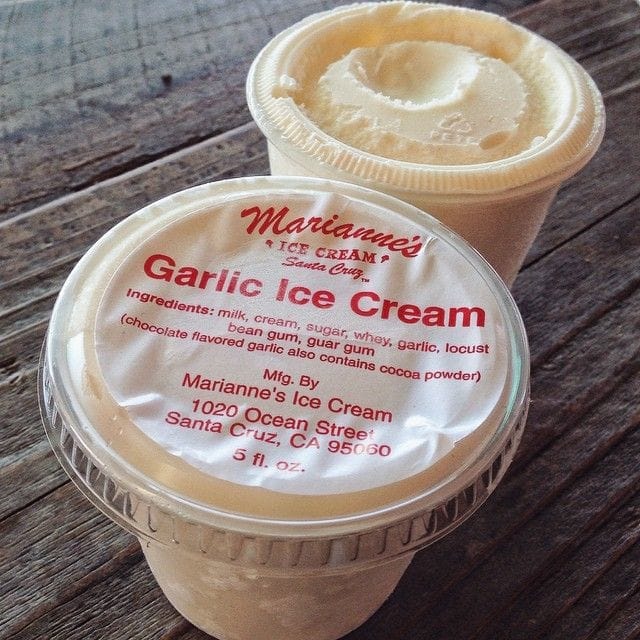 Marianne's
ICE CREAM
Santa Cruz™
Garlic Ice Cream
Ingredients: milk, cream, sugar, whey, garlic, locust
bean gum, guar gum
(chocolate flavored garlic also contains cocoa powder)
Mfg. By
Marianne's Ice Cream
1020 Ocean Street
Santa Cruz, CA 95060
5 fl. oz.